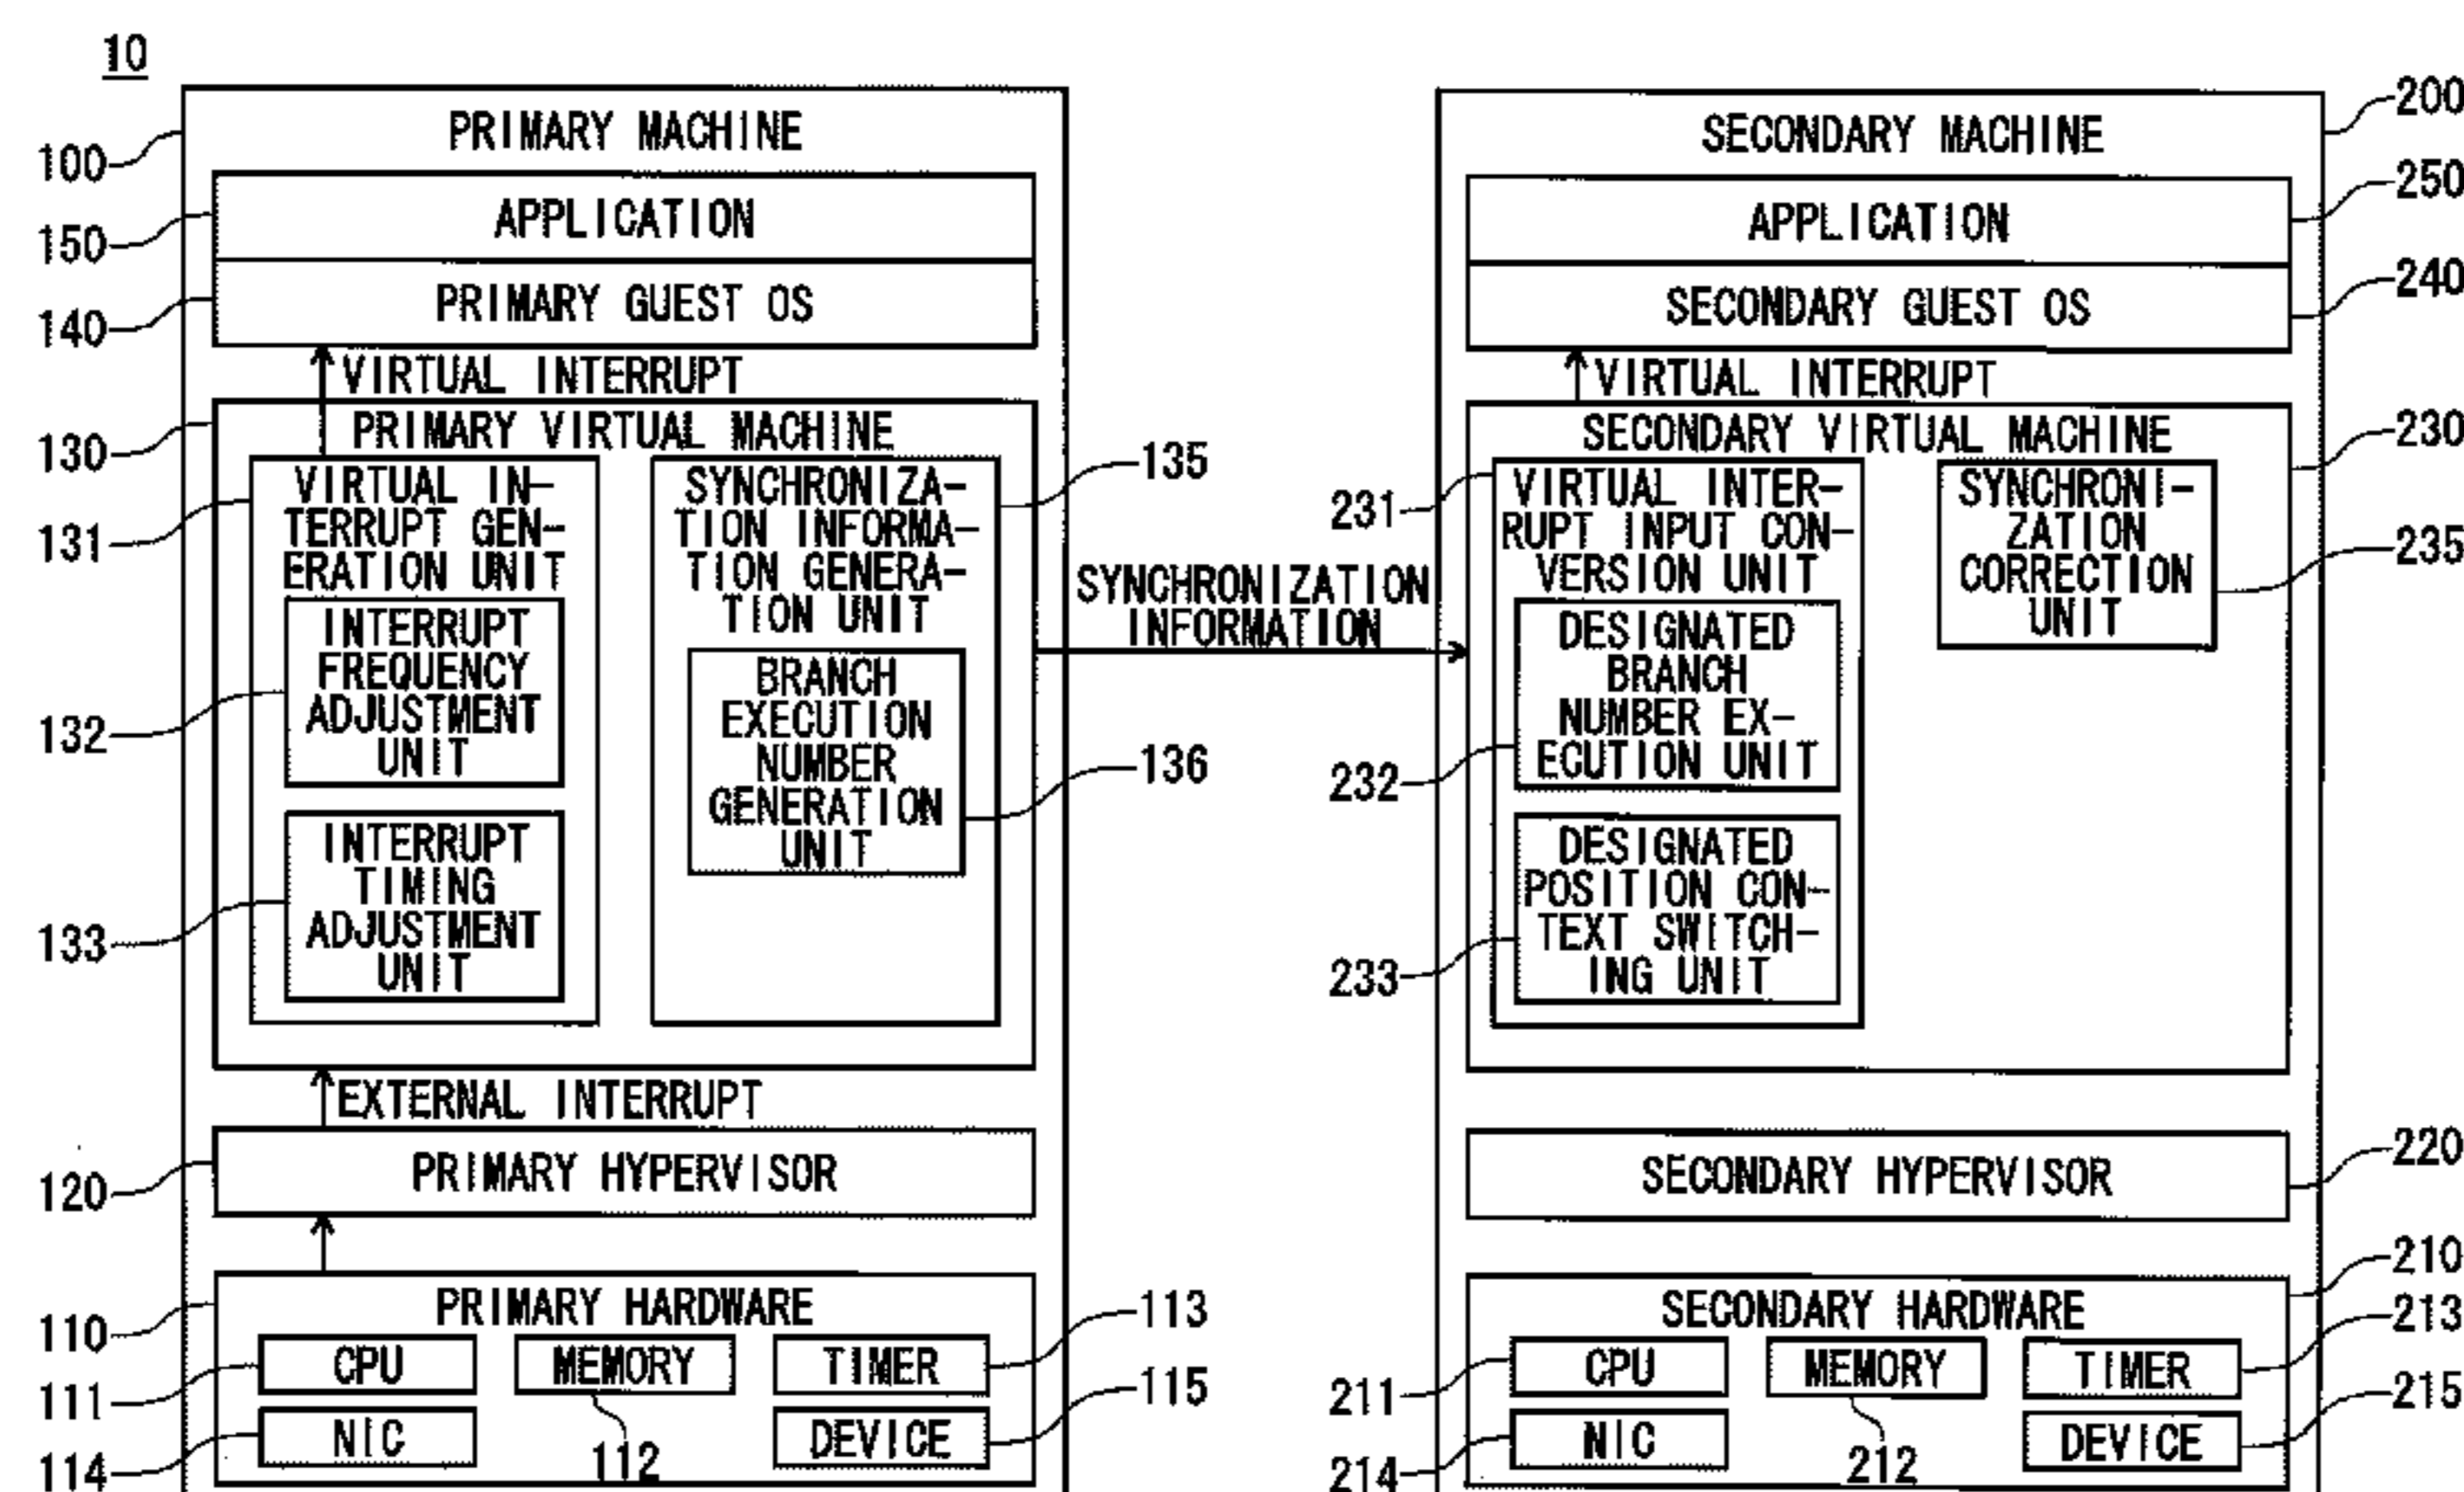 10
PRIMARY MACHINE
100
APPLICATION
150
PRIMARY GUEST OS
140
VIRTUAL INTERRUPT
PRIMARY VIRTUAL MACHINE
130
VIRTUAL IN-
TERRUPT GEN-
ERATION UNIT
131
INTERRUPT
FREQUENCY
ADJUSTMENT
UNIT
132
INTERRUPT
TIMING
ADJUSTMENT
UNIT
133
SYNCHRONIZA-
TION INFORMA-
TION GENERA-
TION UNIT
135
BRANCH
EXECUTION
NUMBER
GENERATION
UNIT
136
EXTERNAL INTERRUPT
PRIMARY HYPERVISOR
120
PRIMARY HARDWARE
110
CPU
111
MEMORY
112
TIMER
113
NIC
114
DEVICE
115
SYNCHRONIZATION
INFORMATION
SECONDARY MACHINE
200
APPLICATION
250
SECONDARY GUEST OS
240
VIRTUAL INTERRUPT
SECONDARY VIRTUAL MACHINE
230
VIRTUAL INTER-
RUPT INPUT CON-
VERSION UNIT
231
DESIGNATED
BRANCH
NUMBER EX-
ECUTION UNIT
232
DESIGNATED
POSITION CON-
TEXT SWITCH-
ING UNIT
233
SYNCHRONI-
ZATION
CORRECTION
UNIT
235
SECONDARY HYPERVISOR
220
SECONDARY HARDWARE
210
CPU
211
MEMORY
212
TIMER
213
NIC
214
DEVICE
215